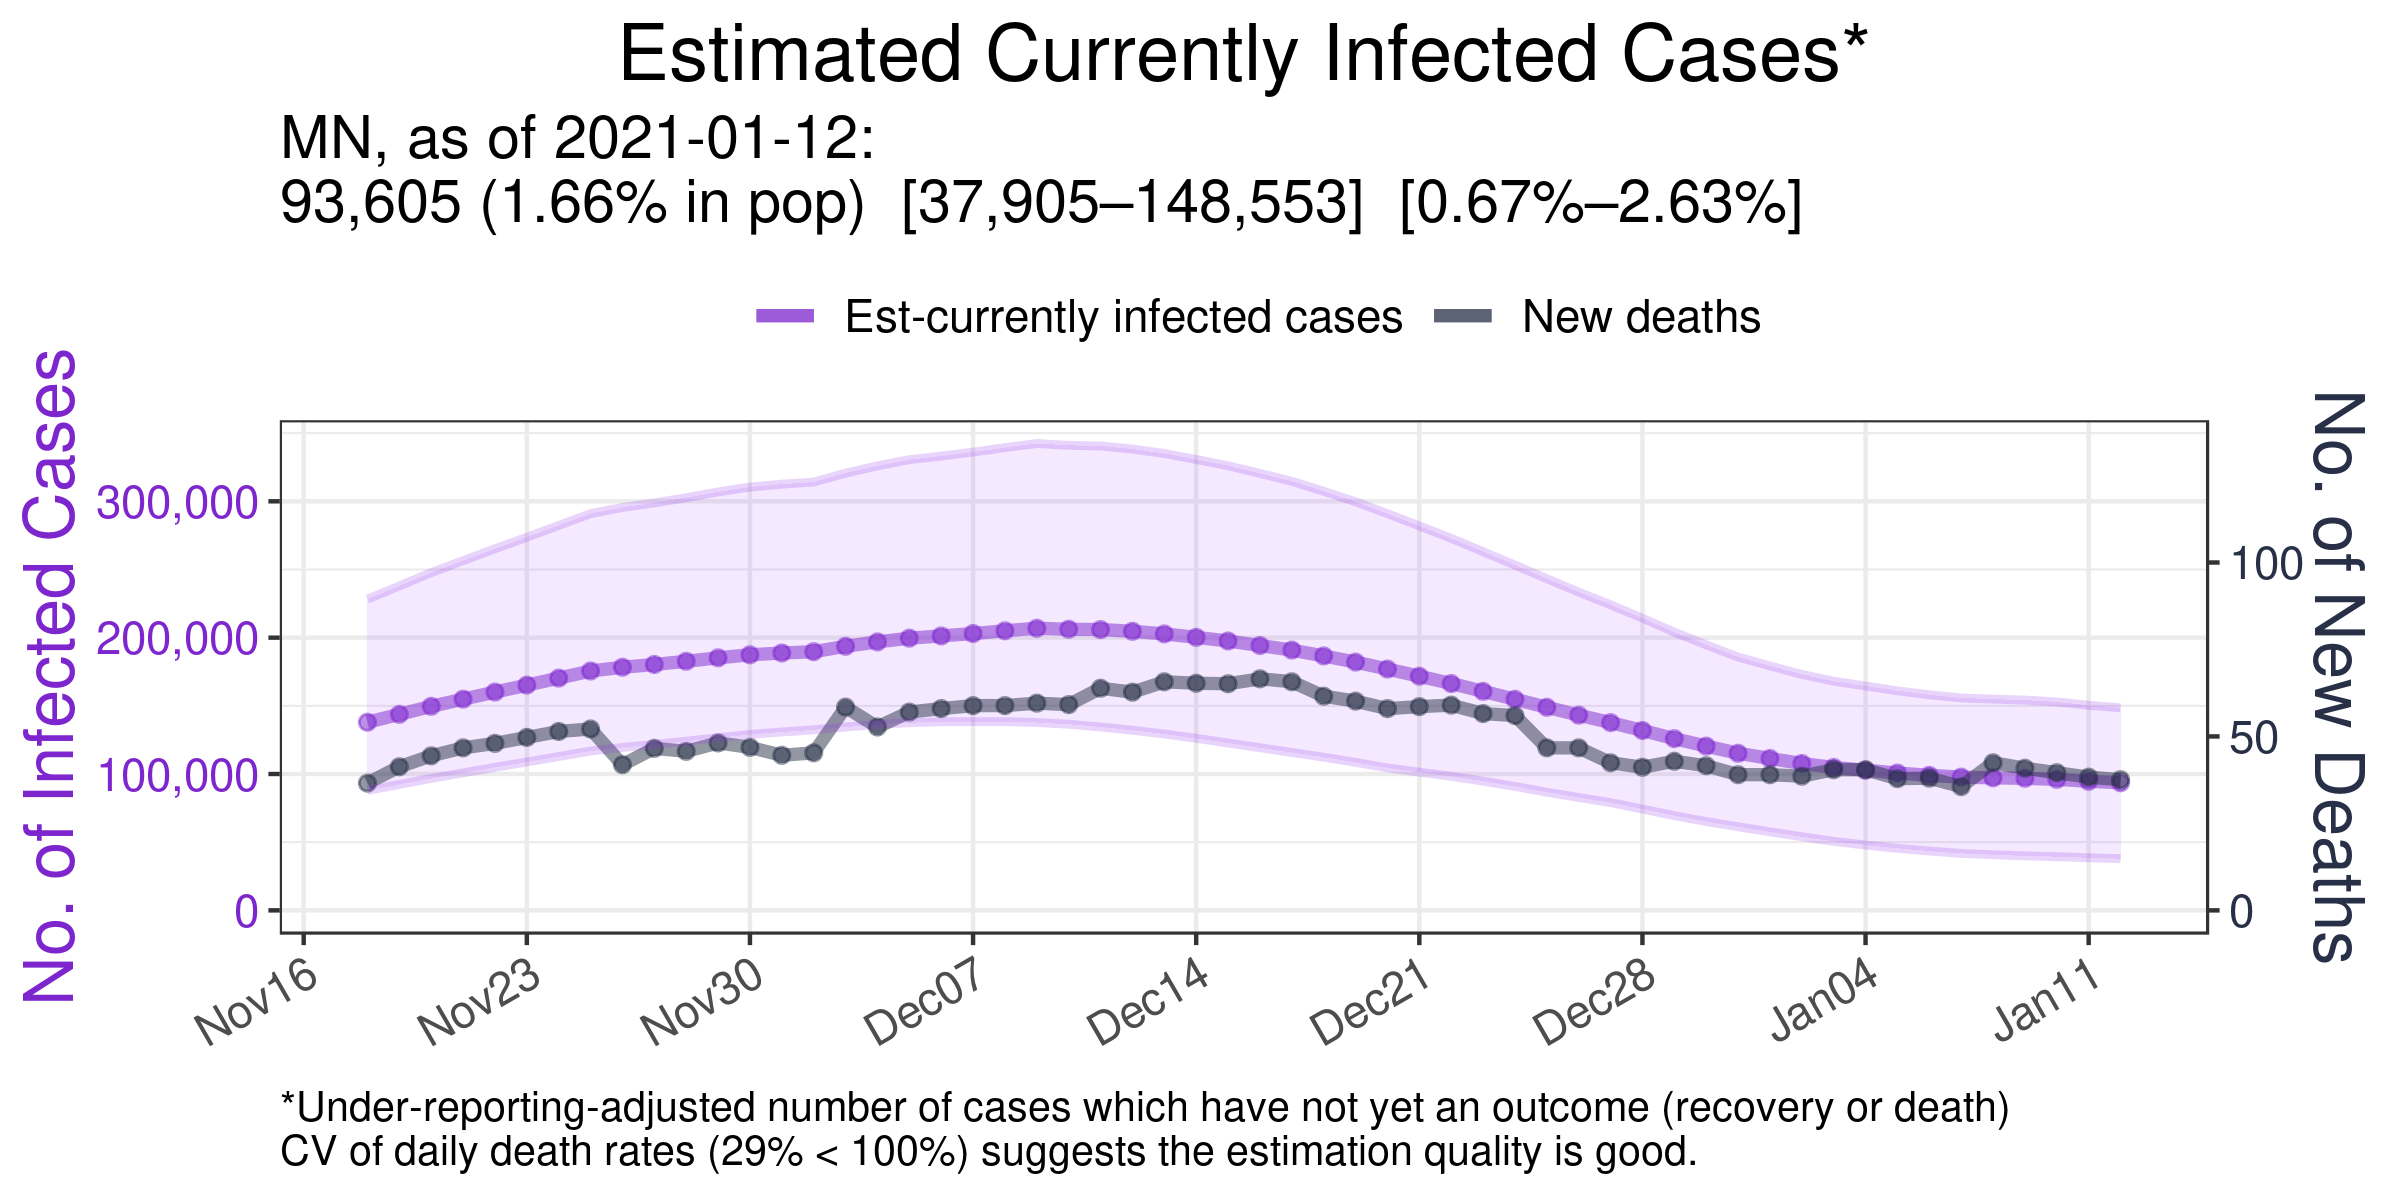 Estimated Currently Infected Cases*
MN, as of 2021-01-12:
93,605 (1.66% in pop)  [37,905–148,553]  [0.67%–2.63%]
Est-currently infected cases
New deaths
No. of Infected Cases
300,000
200,000
100,000
0
No. of New Deaths
100
50
0
Nov16
Nov23
Nov30
Dec07
Dec14
Dec21
Dec28
Jan04
Jan11
*Under-reporting-adjusted number of cases which have not yet an outcome (recovery or death)
CV of daily death rates (29% < 100%) suggests the estimation quality is good.